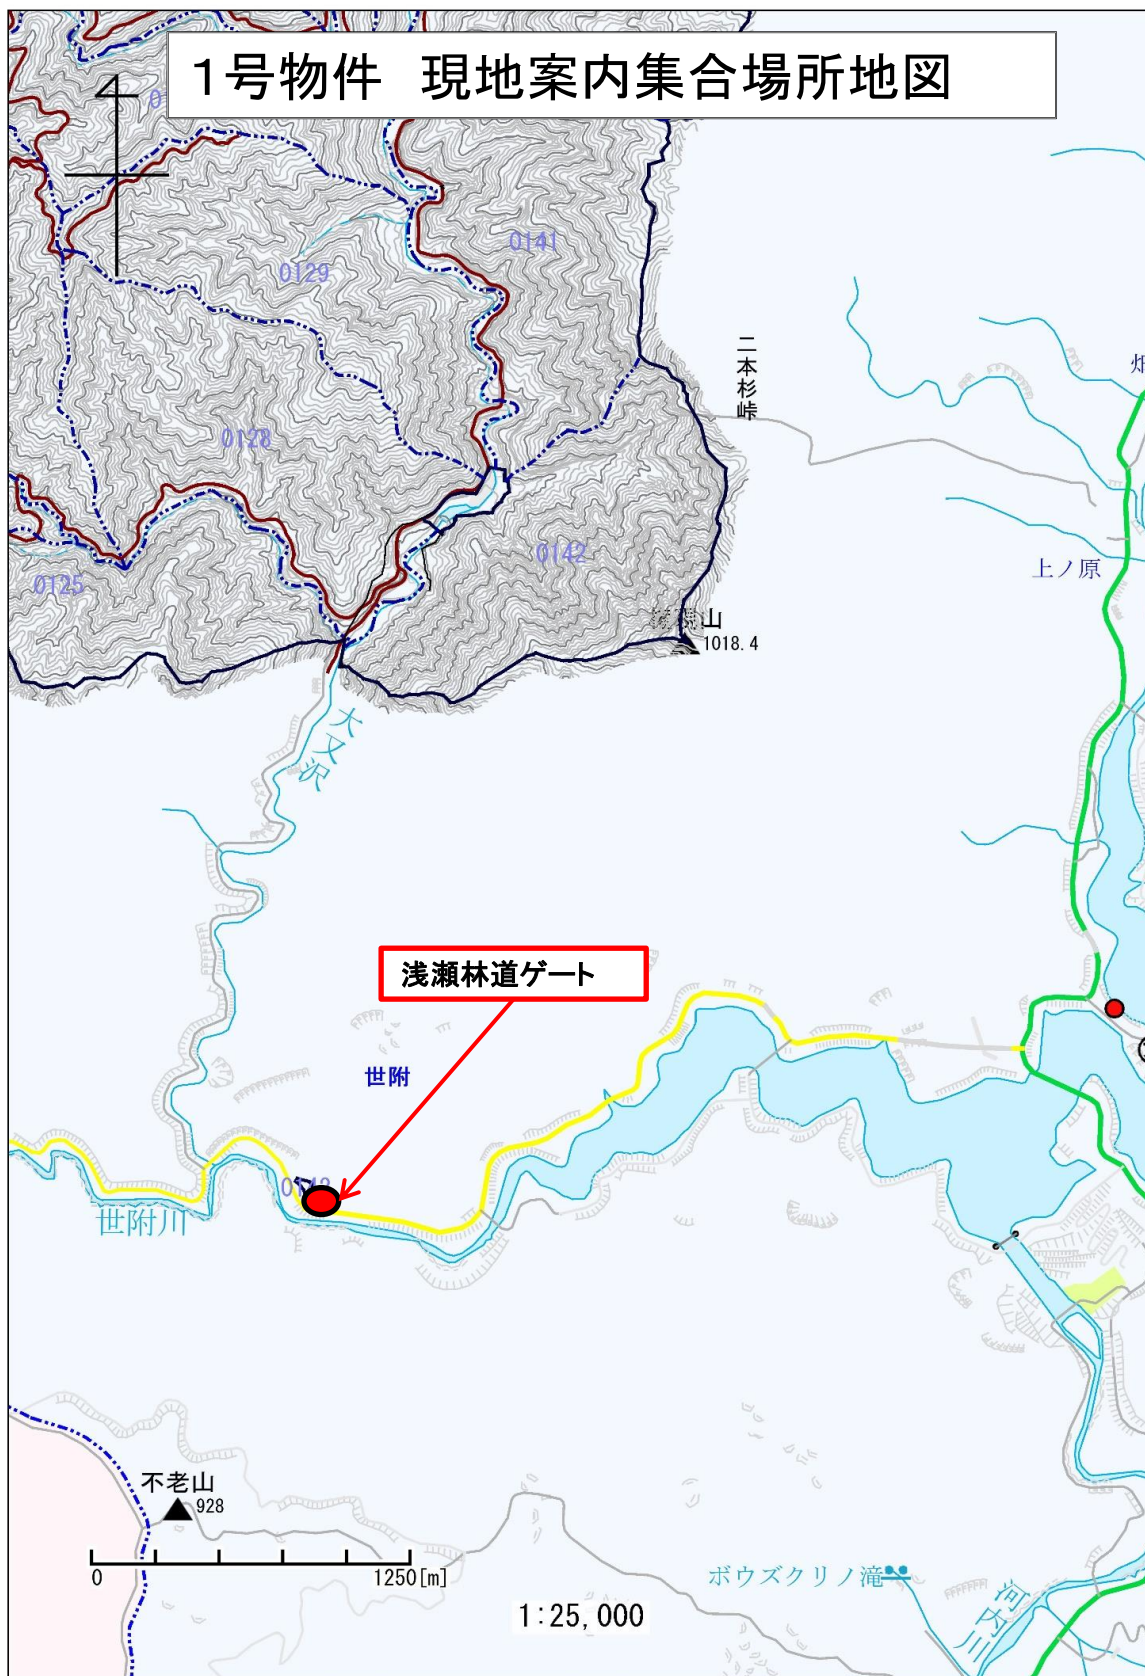 1号物件 現地案内集合場所地図
0141
0129
二本杉峠
畑
0128
0142
0125
上ノ原
山
1018.4
大又沢
浅瀬林道ゲート
世附
世附川
不老山
928
0
1250[m]
ボウズクリノ滝
1:25,000